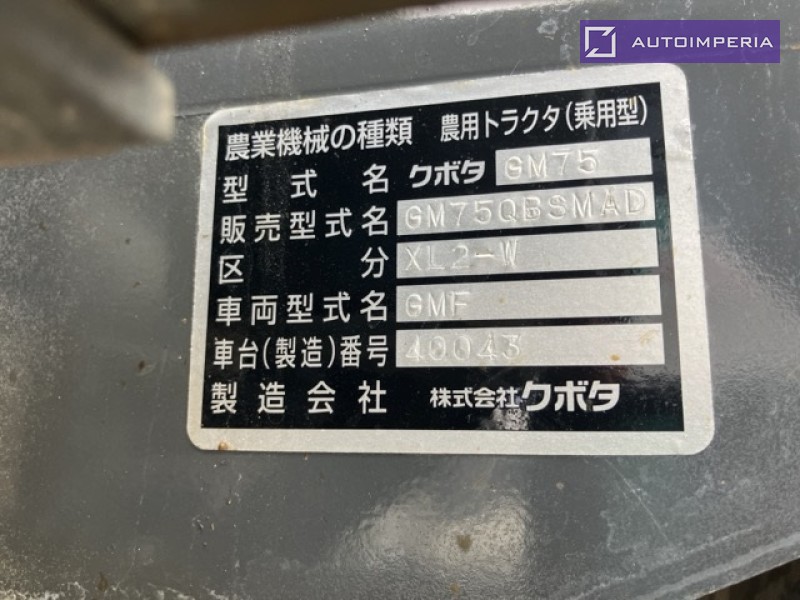 AUTOIMPERIA
農業機械の種類 農用トラクタ(乗用型)
型式名 クボタ GM75
販売型式名 GM75QBSMAD
区分 XL2-W
車両型式名 GMF
車台(製造)番号 40043
製造会社 株式会社クボタ